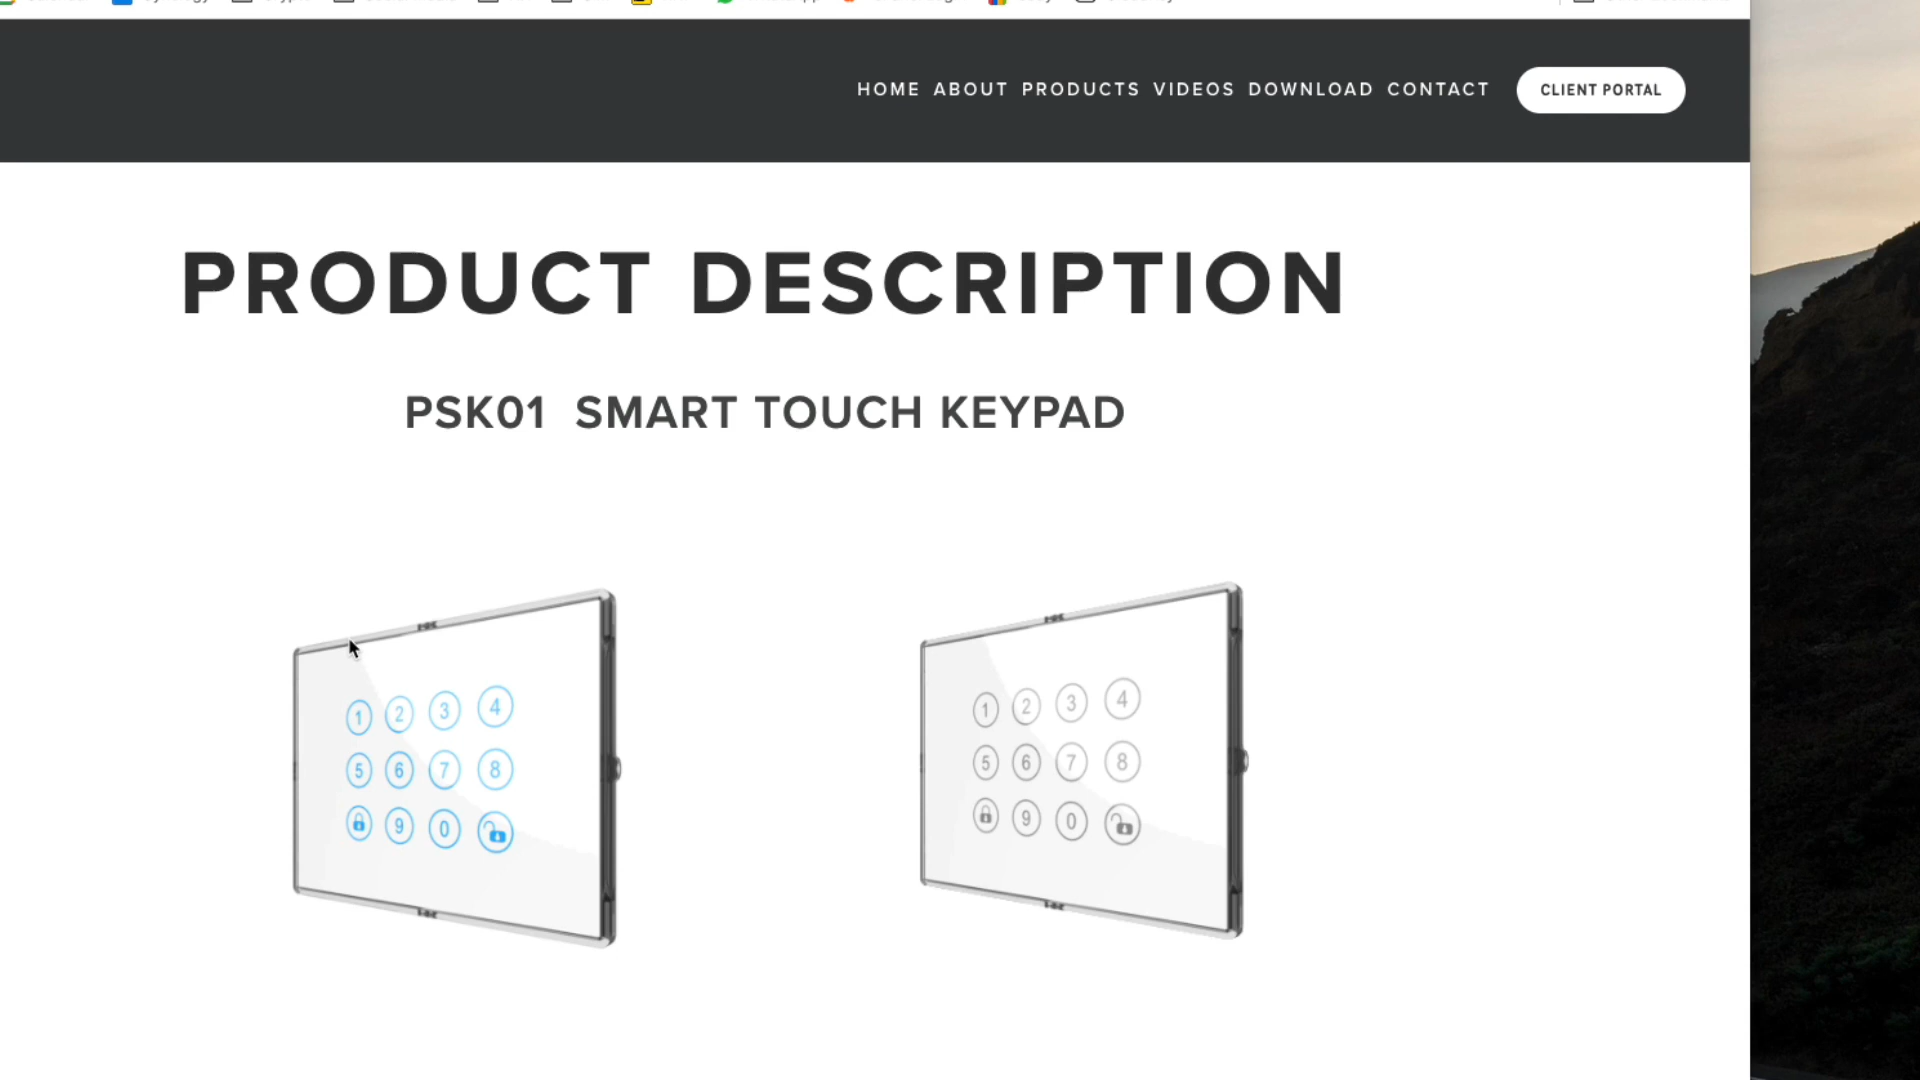 HOME ABOUT PRODUCTS VIDEOS DOWNLOAD CONTACT CLIENT PORTAL
PRODUCT DESCRIPTION
PSK01 SMART TOUCH KEYPAD
1 2 3 4
5 6 7 8
9 0
1 2 3 4
5 6 7 8
9 0